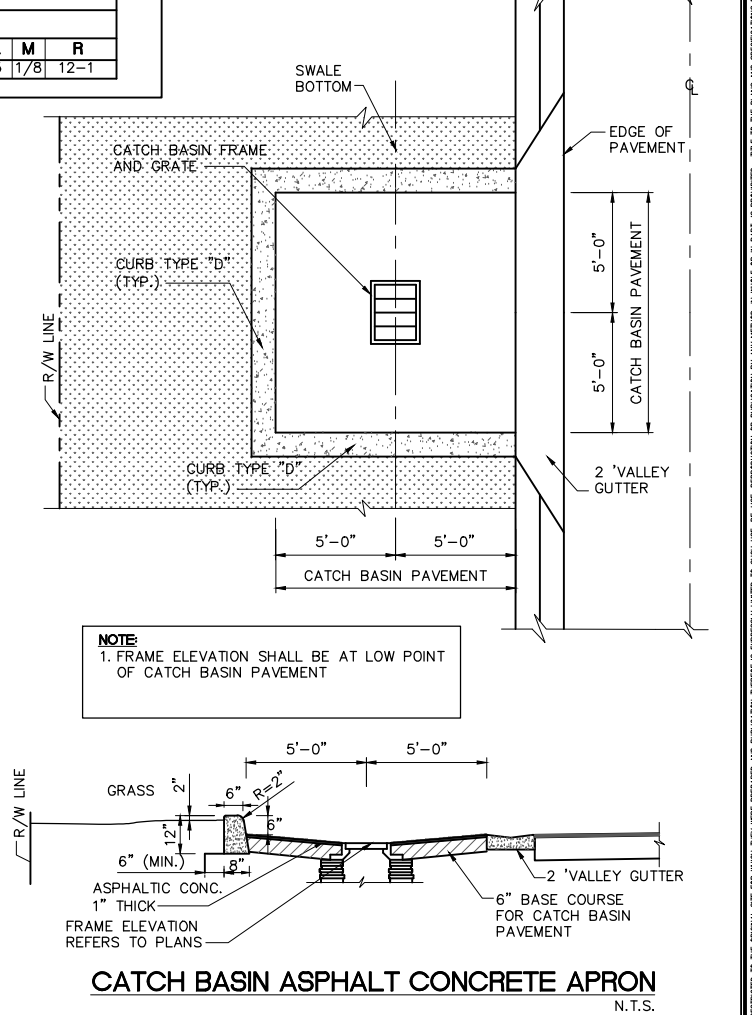 M R
1/8 12-1
SWALE
BOTTOM
℄
EDGE OF
PAVEMENT
CATCH BASIN FRAME
AND GRATE
CURB TYPE "D"
(TYP.)
5'-0"
5'-0"
CATCH BASIN PAVEMENT
R/W LINE
CURB TYPE "D"
(TYP.)
2 'VALLEY
GUTTER
5'-0" 5'-0"
CATCH BASIN PAVEMENT
NOTE:
1. FRAME ELEVATION SHALL BE AT LOW POINT
OF CATCH BASIN PAVEMENT
5'-0" 5'-0"
R/W LINE
GRASS
2"
6"
R=2"
6"
12"
6" (MIN.)
8"
ASPHALTIC CONC.
1" THICK
FRAME ELEVATION
REFERS TO PLANS
2 'VALLEY GUTTER
6" BASE COURSE
FOR CATCH BASIN
PAVEMENT
CATCH BASIN ASPHALT CONCRETE APRON
N.T.S.